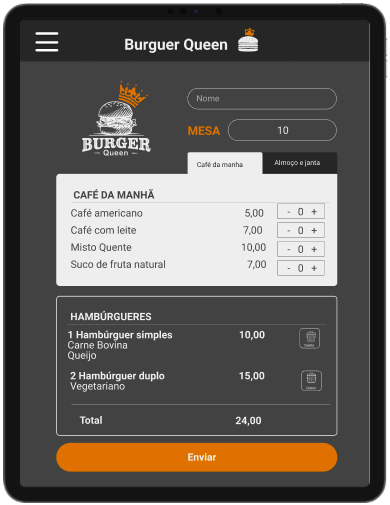 Burguer Queen
BURGER
Queen
Nome
MESA 10
Café da manha Almoço e janta
CAFÉ DA MANHÃ
Café americano 5,00 - 0 +
Café com leite 7,00 - 0 +
Misto Quente 10,00 - 0 +
Suco de fruta natural 7,00 - 0 +
HAMBÚRGUERES
1 Hambúrguer simples 10,00
Carne Bovina
Queijo
2 Hambúrguer duplo 15,00
Vegetariano
Total 24,00
Enviar